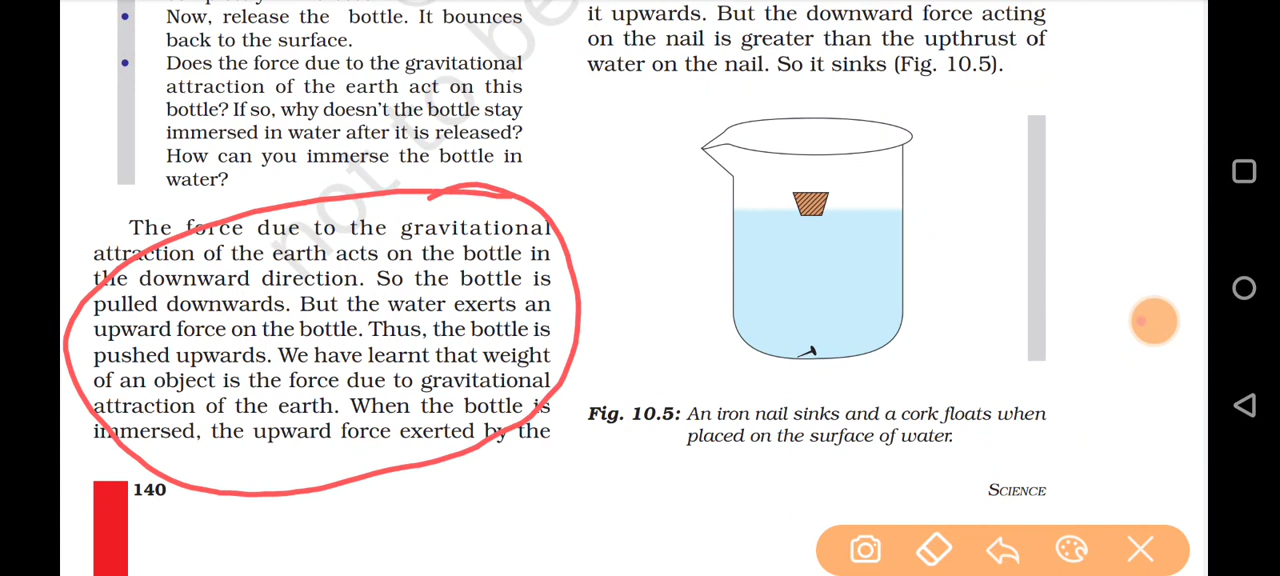 Now, release the bottle. It bounces
back to the surface.
Does the force due to the gravitational
attraction of the earth act on this
bottle? If so, why doesn't the bottle stay
immersed in water after it is released?
How can you immerse the bottle in
water?
The force due to the gravitational
attraction of the earth acts on the bottle in
the downward direction. So the bottle is
pulled downwards. But the water exerts an
upward force on the bottle. Thus, the bottle is
pushed upwards. We have learnt that weight
of an object is the force due to gravitational
attraction of the earth. When the bottle is
immersed, the upward force exerted by the
140
it upwards. But the downward force acting
on the nail is greater than the upthrust of
water on the nail. So it sinks (Fig. 10.5).
Fig. 10.5: An iron nail sinks and a cork floats when
placed on the surface of water.
SCIENCE
not to be